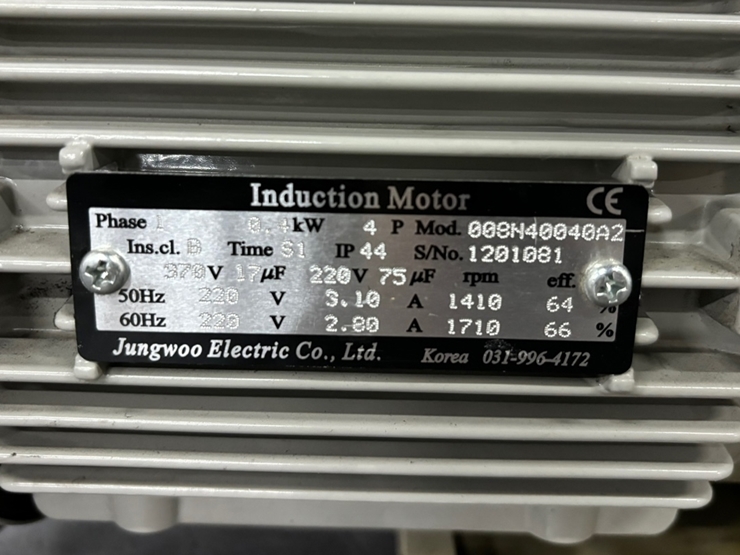 Induction Motor CE
Phase 1 0.4kW 4 P Mod. 008N40040A2
Ins.cl. B Time S1 IP 44 S/No. 1201081
370V 17μF 220V 75μF rpm eff.
50Hz 220 V 3.10 A 1410 64 %
60Hz 220 V 2.80 A 1710 66 %
Jungwoo Electric Co., Ltd. Korea 031-996-4172